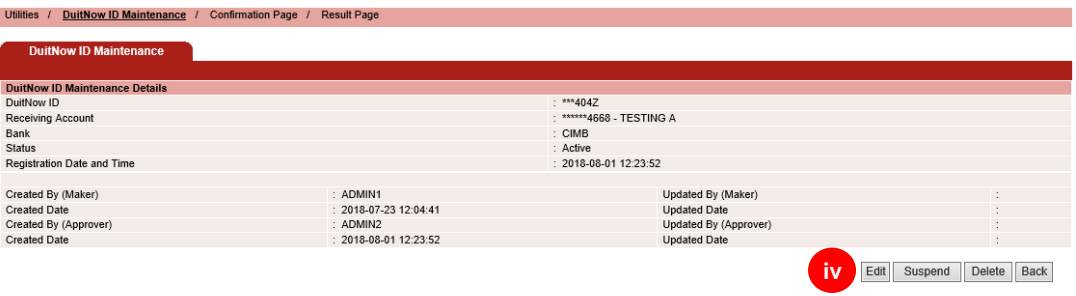 Utilities / DuitNow ID Maintenance / Confirmation Page / Result Page
DuitNow ID Maintenance
DuitNow ID Maintenance Details
DuitNow ID : ***404Z
Receiving Account : ******4668 - TESTING A
Bank : CIMB
Status : Active
Registration Date and Time : 2018-08-01 12:23:52
Created By (Maker) : ADMIN1 Updated By (Maker) :
Created Date : 2018-07-23 12:04:41 Updated Date :
Created By (Approver) : ADMIN2 Updated By (Approver) :
Created Date : 2018-08-01 12:23:52 Updated Date :
iv Edit Suspend Delete Back